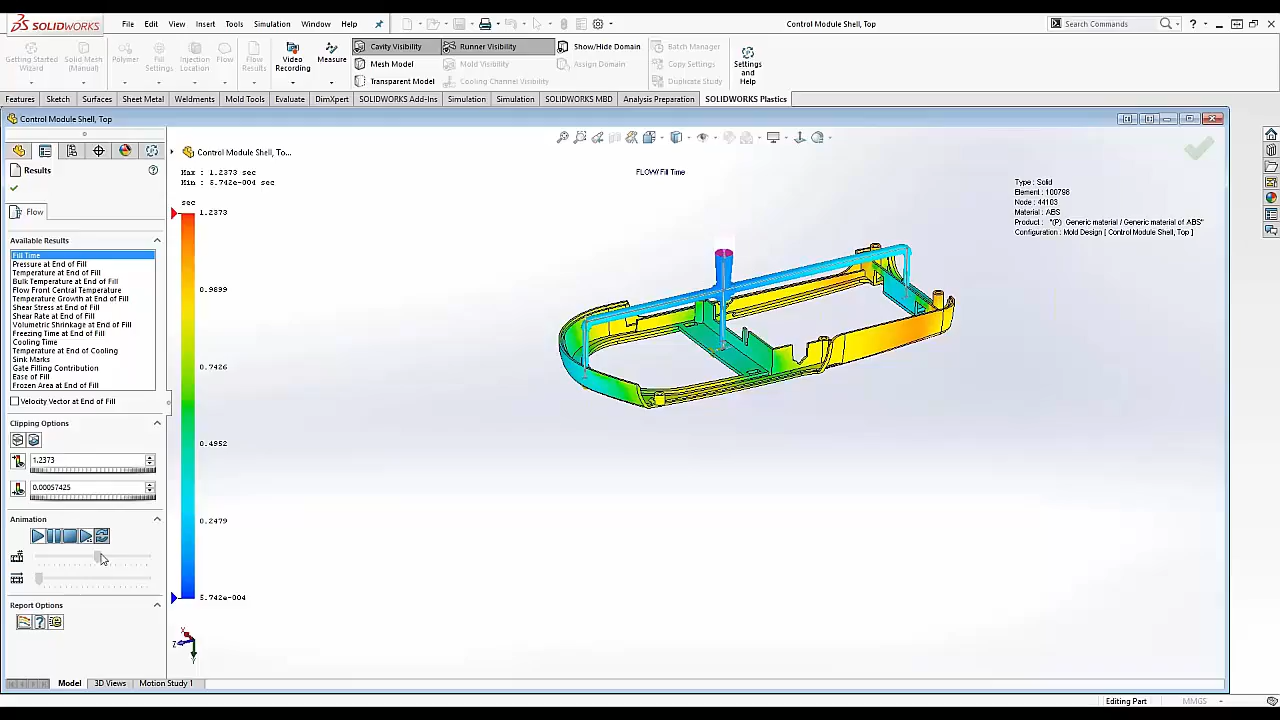 SOLIDWORKS File Edit View Insert Tools Simulation Window Help Control Module Shell, Top Search Commands
Getting Started Wizard
Solid Mesh (Manual)
Polymer
Fill Settings
Injection Location
Flow
Flow Results
Video Recording
Measure
Cavity Visibility
Mesh Model
Transparent Model
Runner Visibility
Mold Visibility
Cooling Channel Visibility
Show/Hide Domain
Assign Domain
Batch Manager
Copy Settings
Duplicate Study
Settings and Help
Features Sketch Surfaces Sheet Metal Weldments Mold Tools Evaluate DimXpert SOLIDWORKS Add-Ins Simulation Simulation SOLIDWORKS MBD Analysis Preparation SOLIDWORKS Plastics
Control Module Shell, Top
Results
Flow
Available Results
Fill Time
Pressure at End of Fill
Temperature at End of Fill
Bulk Temperature at End of Fill
Flow Front Central Temperature
Temperature Growth at End of Fill
Shear Stress at End of Fill
Shear Rate at End of Fill
Volumetric Shrinkage at End of Fill
Freezing Time at End of Fill
Cooling Time
Temperature at End of Cooling
Sink Marks
Gate Filling Contribution
Ease of Fill
Frozen Area at End of Fill
Velocity Vector at End of Fill
Clipping Options
1.2373
0.00057425
Animation
Report Options
Control Module Shell, To...
Max : 1.2373 sec
Min : 5.742e-004 sec
sec
1.2373
0.9899
0.7426
0.4952
0.2479
5.742e-004
FLOW/ Fill Time
Type : Solid
Element : 100798
Node : 44103
Material : ABS
Product : "(P) Generic material / Generic material of ABS"
Configuration : Mold Design [ Control Module Shell, Top ]
X
Z
Y
Model 3D Views Motion Study 1
Editing Part MMGS